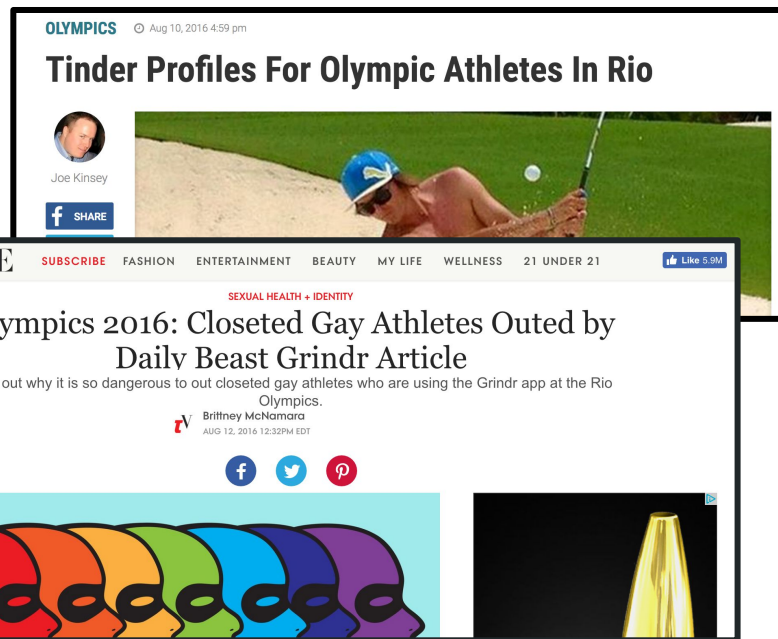 OLYMPICS Aug 10, 2016 4:59 pm
Tinder Profiles For Olympic Athletes In Rio
Joe Kinsey
f SHARE
E SUBSCRIBE FASHION ENTERTAINMENT BEAUTY MY LIFE WELLNESS 21 UNDER 21 Like 5.9M
SEXUAL HEALTH + IDENTITY
ympics 2016: Closeted Gay Athletes Outed by
Daily Beast Grindr Article
out why it is so dangerous to out closeted gay athletes who are using the Grindr app at the Rio
Olympics.
tV Brittney McNamara
AUG 12, 2016 12:32PM EDT